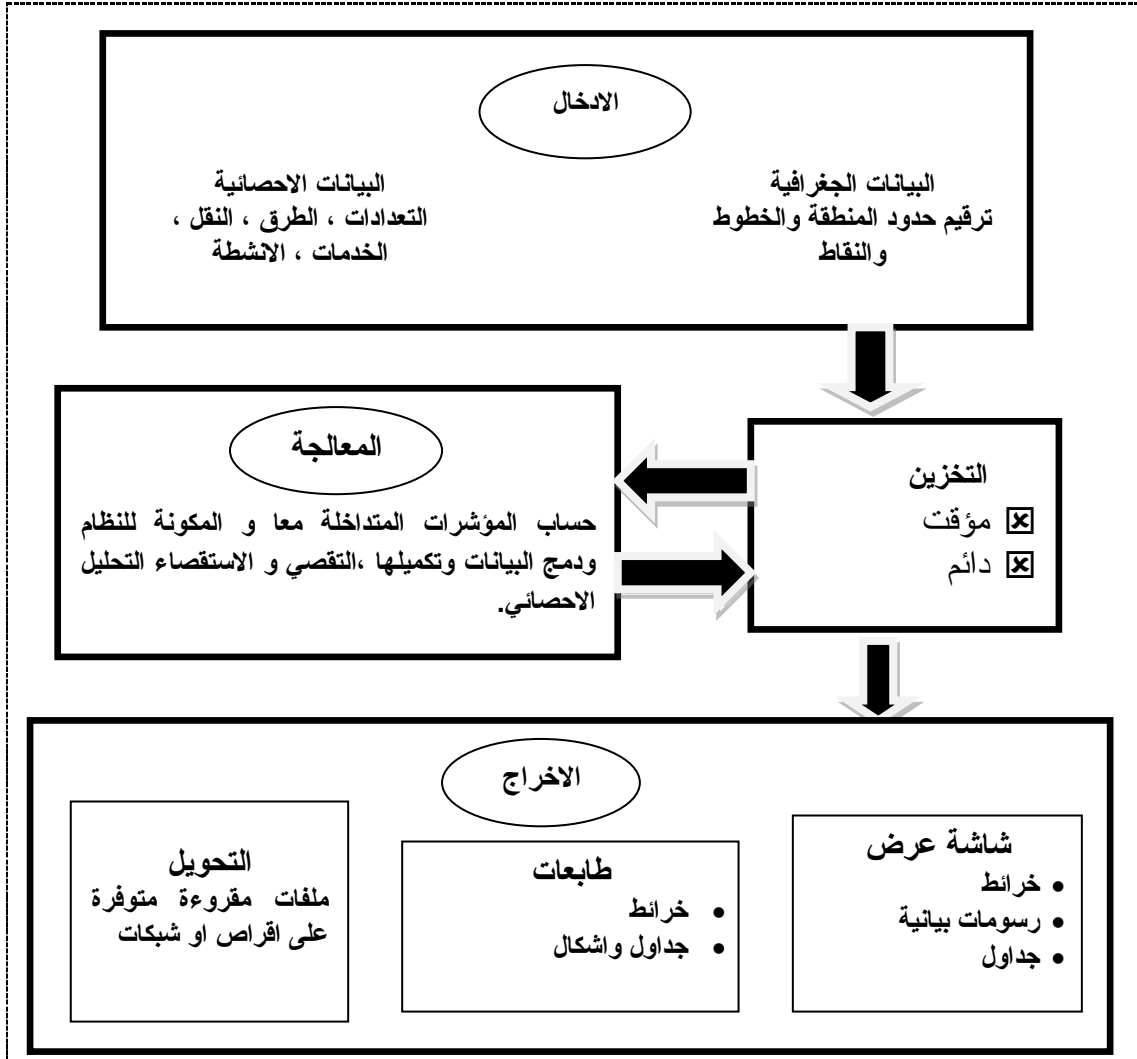 الادخال
البيانات الجغرافية
ترقيم حدود المنطقة والخطوط
والنقاط
البيانات الاحصائية
التعدادات ، الطرق ، النقل ،
الخدمات ، الانشطة
التخزين
مؤقت
دائم
المعالجة
حساب المؤشرات المتداخلة معا و المكونة للنظام
ودمج البيانات وتكميلها ،التقصي و الاستقصاء التحليل
الاحصائي.
الاخراج
شاشة عرض
• خرائط
• رسومات بيانية
• جداول
طابعات
• خرائط
• جداول واشكال
التحويل
ملفات مقروءة متوفرة
على اقراص او شبكات